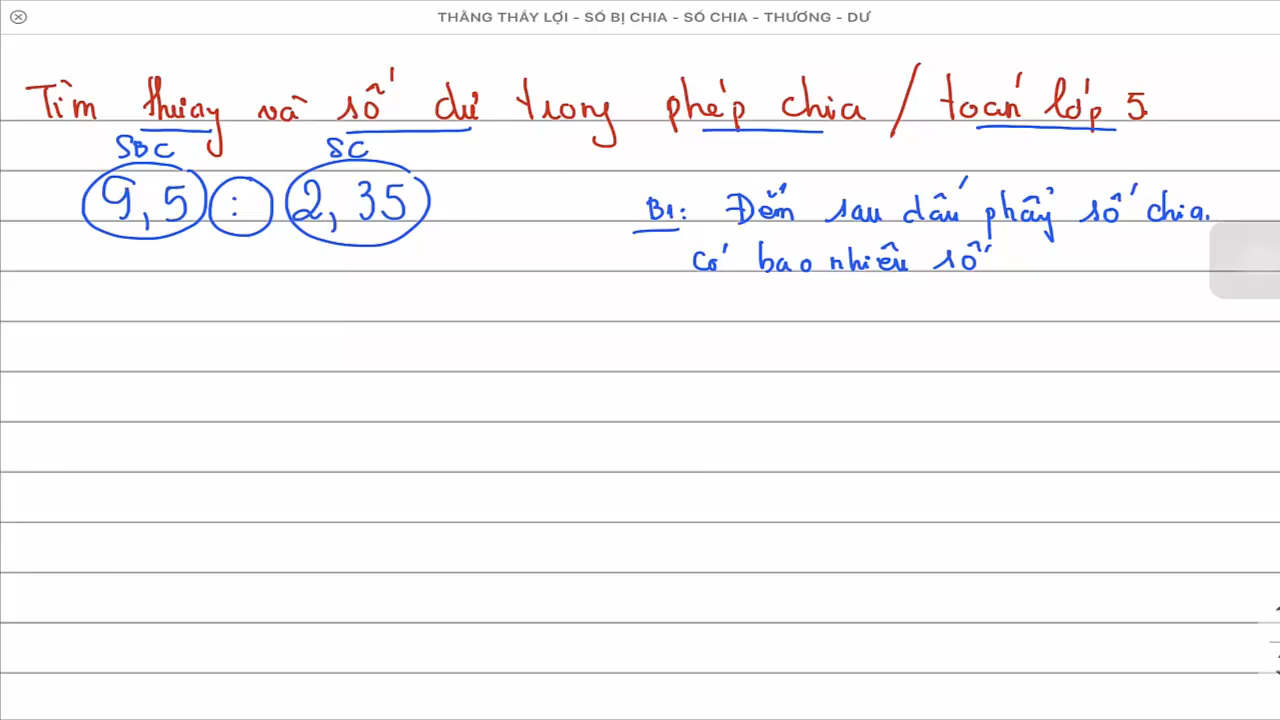 THẰNG THẦY LỢI - SỐ BỊ CHIA - SỐ CHIA - THƯƠNG - DƯ
Tìm thương và số dư trong phép chia / toán lớp 5.
SBC SC
9,5 : 2,35
B1: Đếm sau dấu phẩy số chia.
có bao nhiêu số